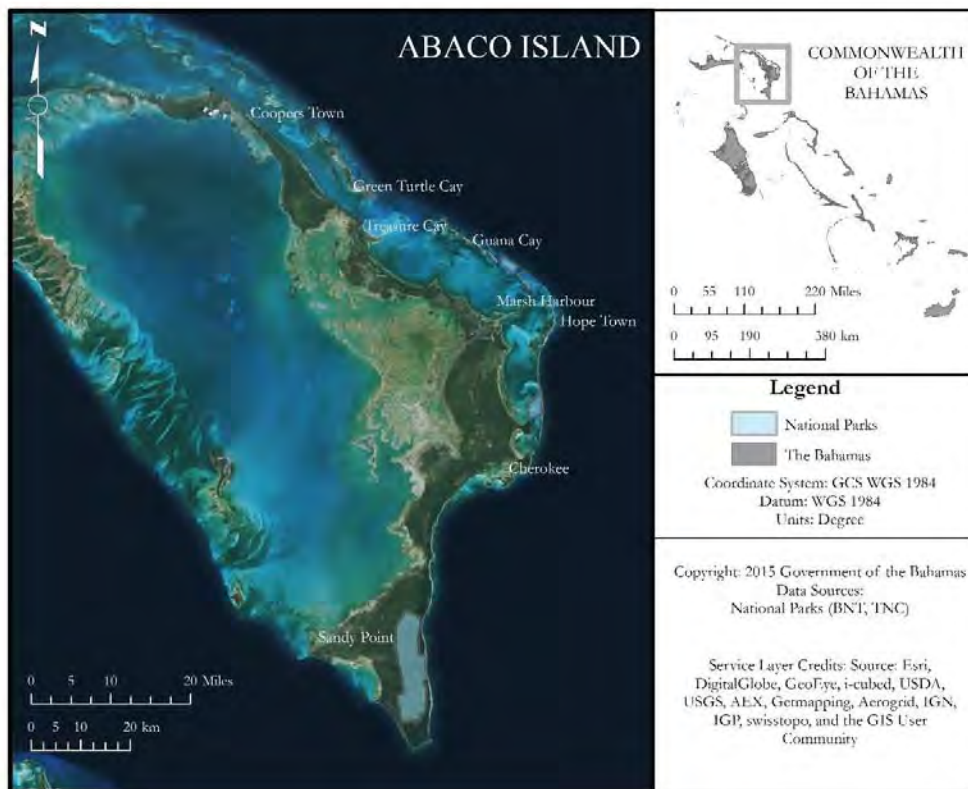 Z
ABACO ISLAND
Coopers Town
Green Turtle Cay
Treasure Cay
Guana Cay
Marsh Harbour
Hope Town
Cherokee
Sandy Point
0 5 10 20 Miles
0 5 10 20 km
COMMONWEALTH
OF THE
BAHAMAS
0 55 110 220 Miles
0 95 190 380 km
Legend
National Parks
The Bahamas
Coordinate System: GCS WGS 1984
Datum: WGS 1984
Units: Degree
Copyright: 2015 Government of the Bahamas
Data Sources:
National Parks (BNT, TNC)
Service Layer Credits: Source: Esri,
DigitalGlobe, GeoEye, i-cubed, USDA,
USGS, AEX, Getmapping, Aerogrid, IGN,
IGP, swisstopo, and the GIS User
Community